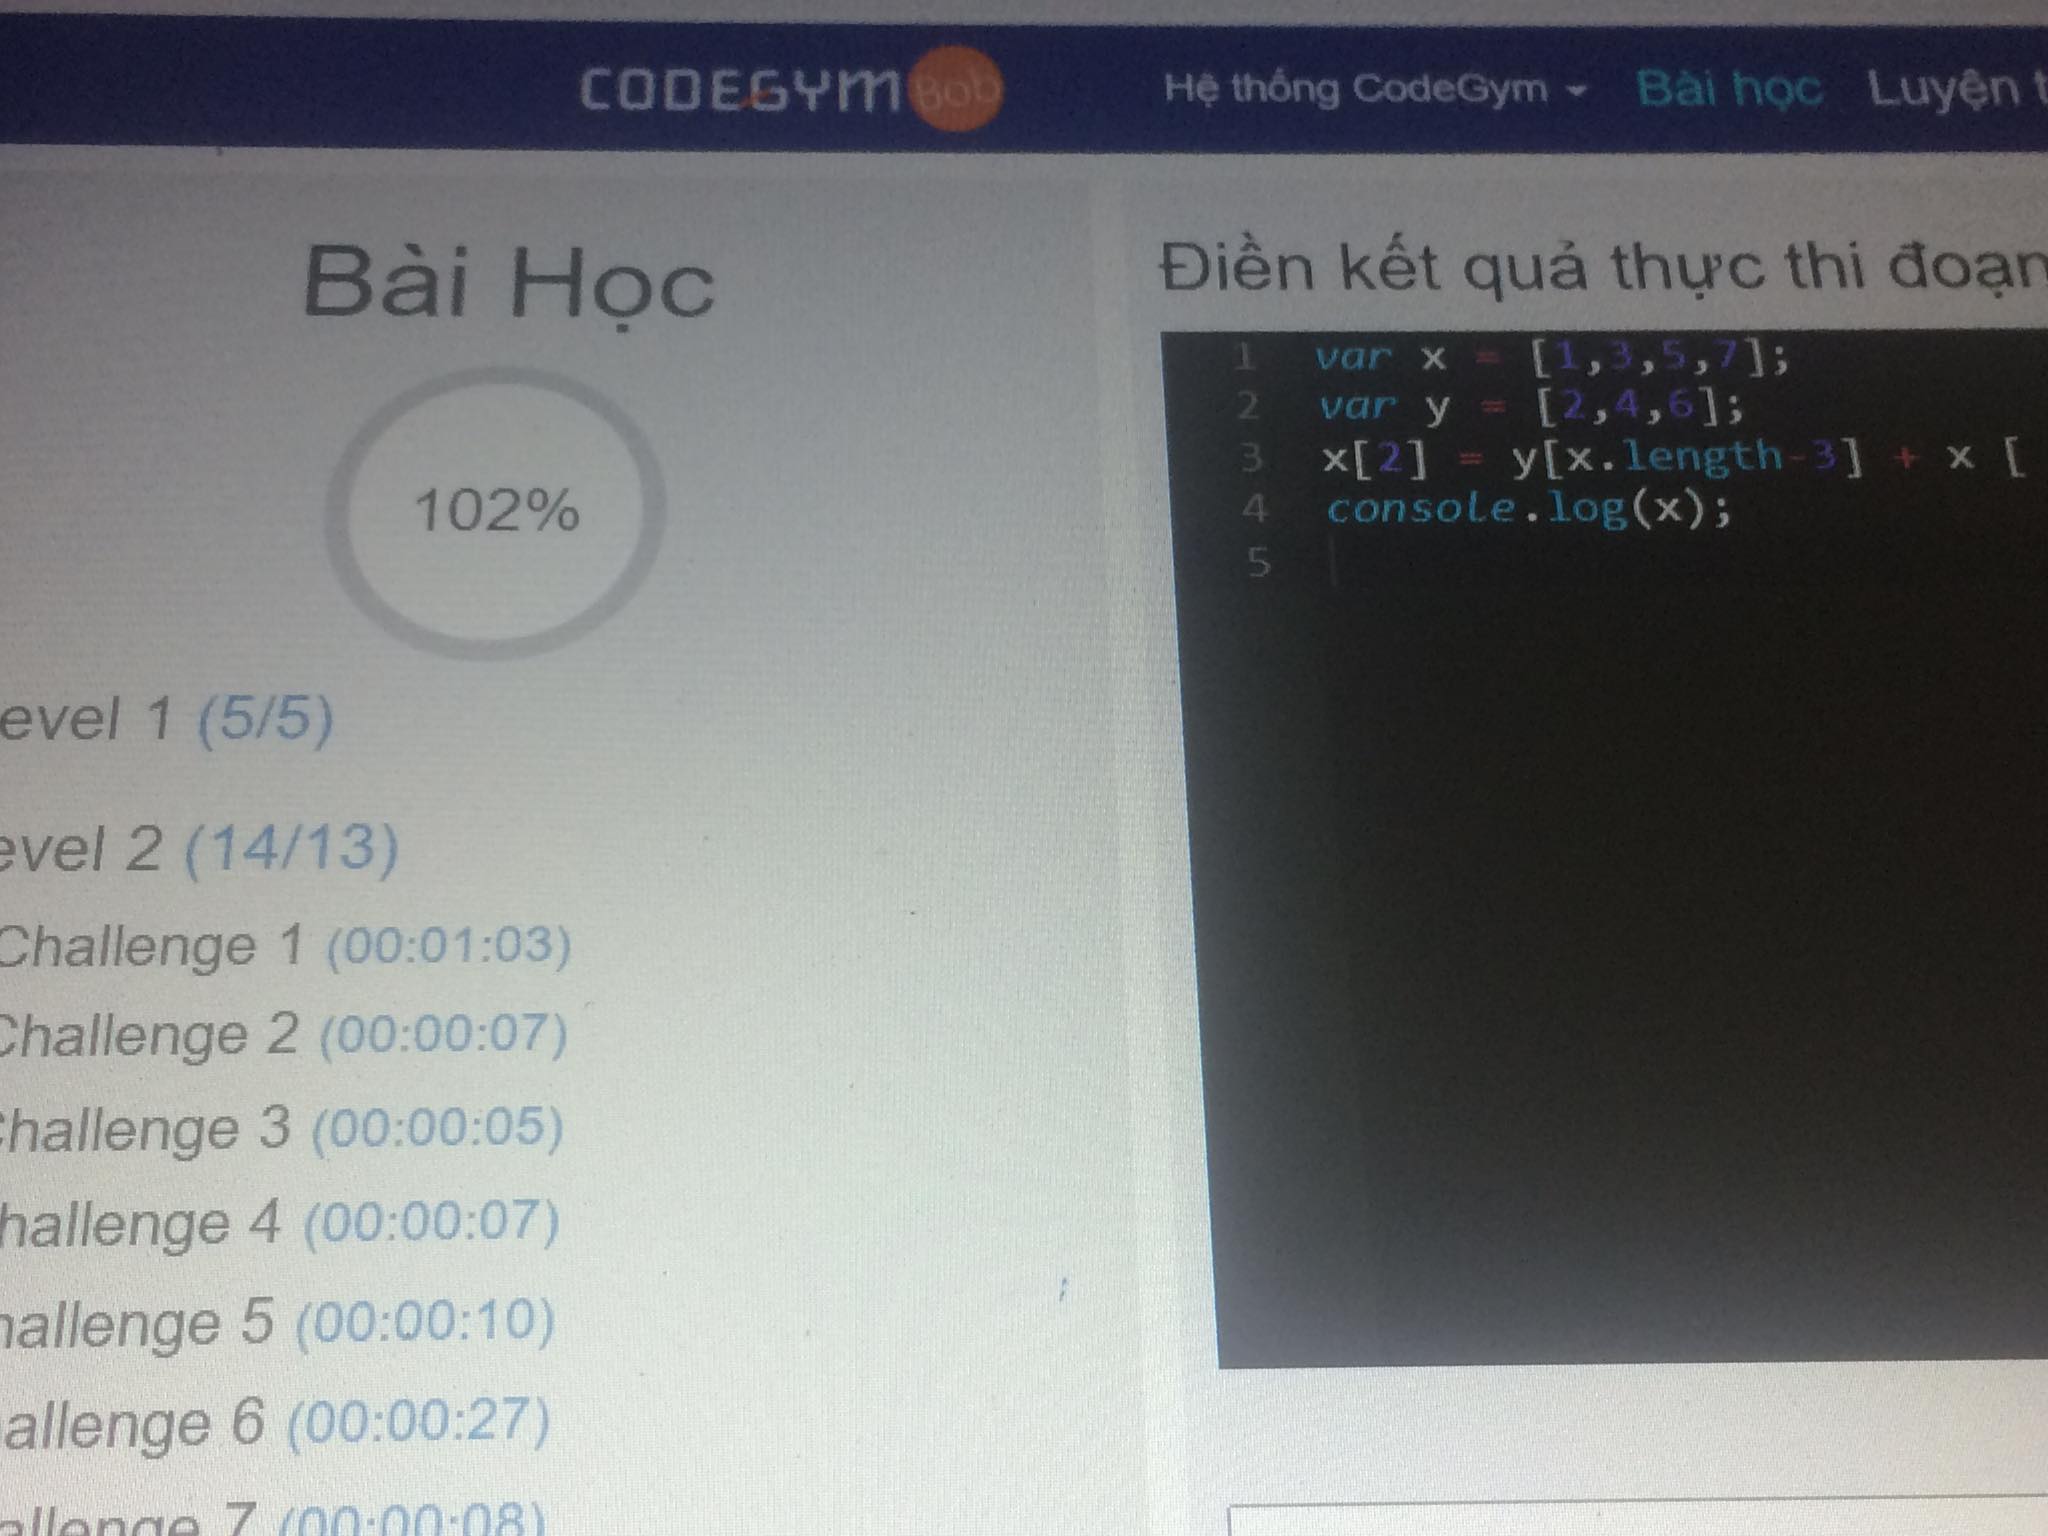 CODEGYM Bob
Hệ thống CodeGym Bài học Luyện
Bài Học
102%
evel 1 (5/5)
evel 2 (14/13)
Challenge 1 (00:01:03)
Challenge 2 (00:00:07)
Challenge 3 (00:00:05)
hallenge 4 (00:00:07)
hallenge 5 (00:00:10)
allenge 6 (00:00:27)
allenge 7 (00:00:08)
Điền kết quả thực thi đoạn
1 var x = [1,3,5,7];
2 var y = [2,4,6];
3 x[2] = y[x.length-3] + x [
4 console.log(x);
5